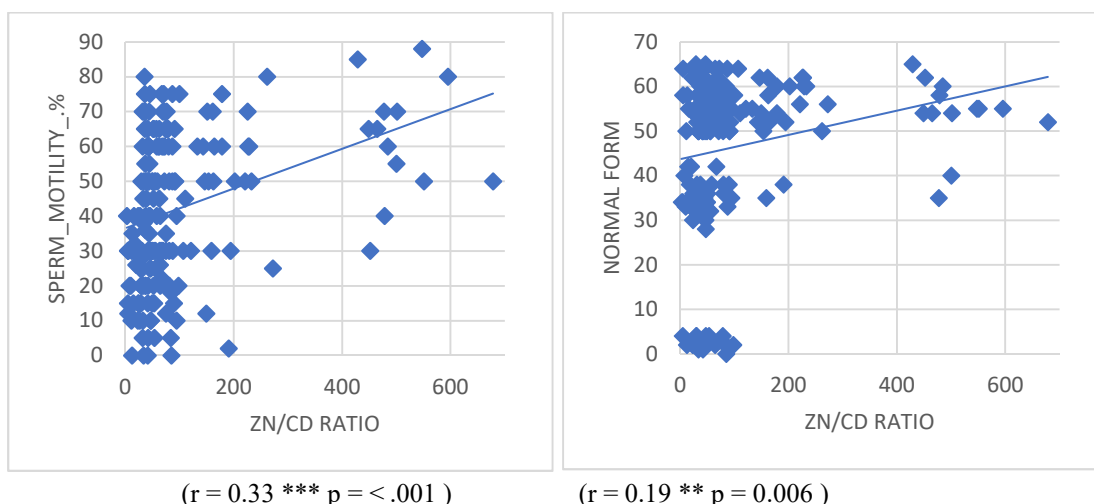 90
80
70
60
50
40
30
20
10
0
SPERM_MOTILITY_.%
0 200 400 600
ZN/CD RATIO
70
60
50
40
30
20
10
0
NORMAL FORM
0 200 400 600
ZN/CD RATIO
(r = 0.33 *** p = < .001 )
(r = 0.19 ** p = 0.006 )